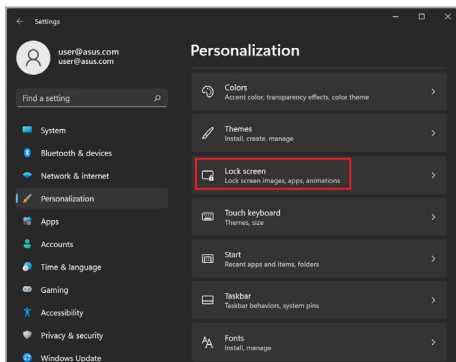 Settings
user@asus.com
user@asus.com
Find a setting
System
Bluetooth & devices
Network & internet
Personalization
Apps
Accounts
Time & language
Gaming
Accessibility
Privacy & security
Windows Update
Personalization
Colors
Accent color, transparency effects, color theme
Themes
Install, create, manage
Lock screen
Lock screen images, apps, animations
Touch keyboard
Themes, size
Start
Recent apps and items, folders
Taskbar
Taskbar behaviors, system pins
Fonts
Install, manage